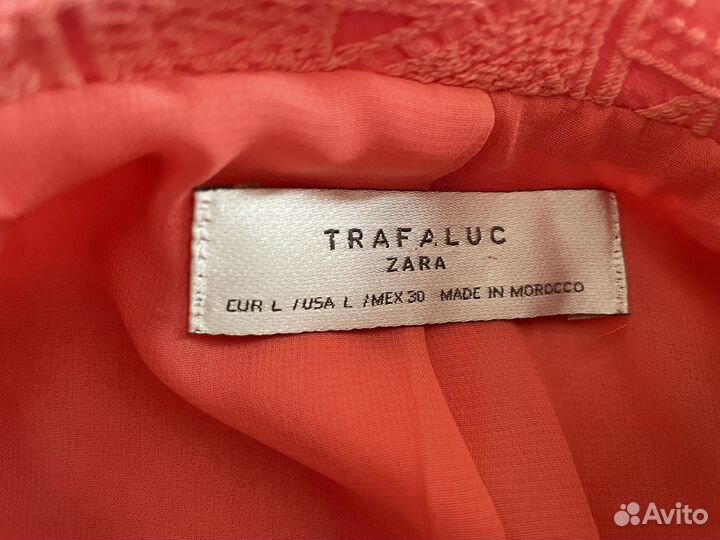 TRAFALUC
ZARA
EUR L / USA L / MEX 30 MADE IN MOROCCO
Avito